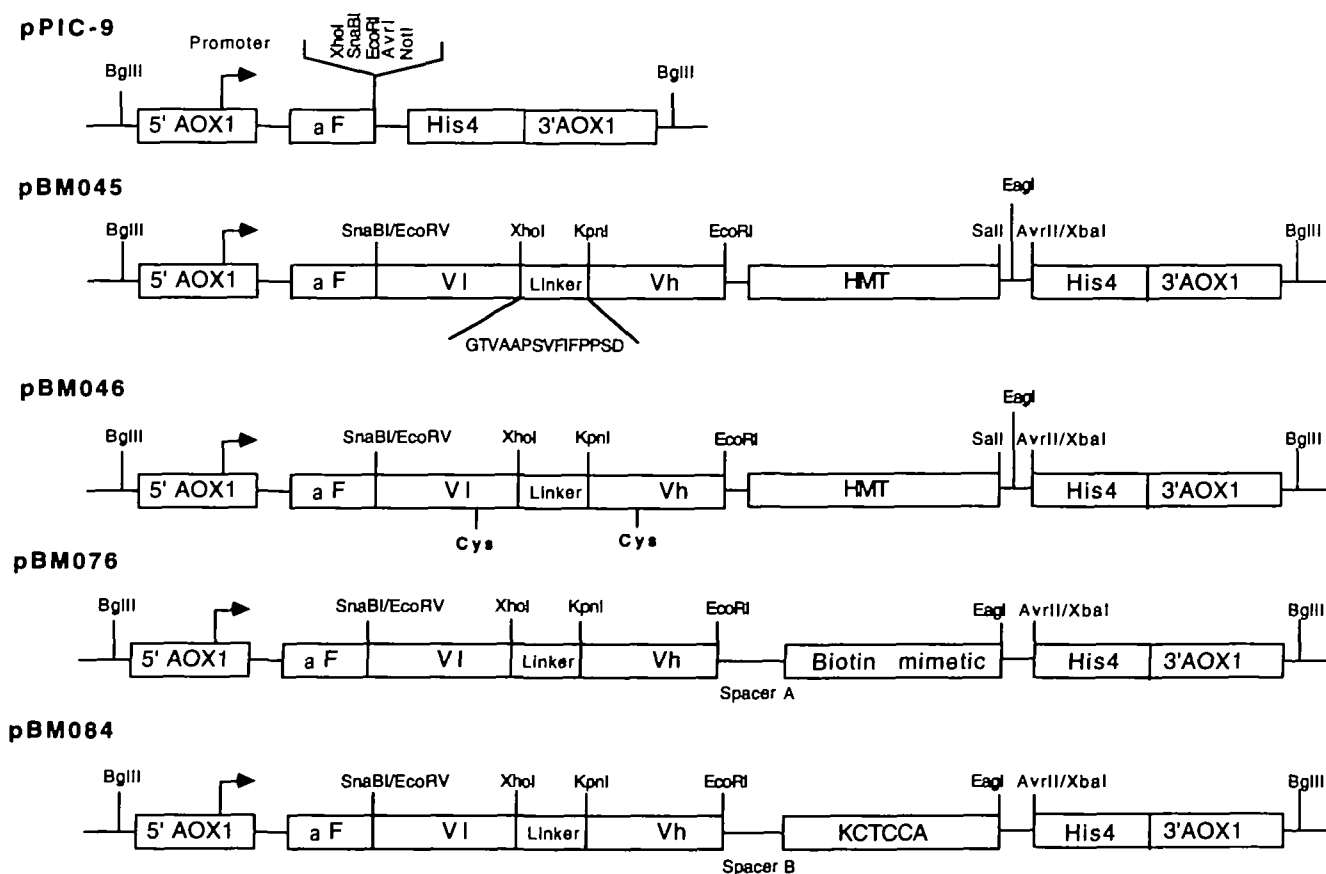 pPIC-9
Promoter
XhoI
SnaBI
EcoRI
AvrI
NotI
BglII
BglII
5' AOX1
a F
His4
3'AOX1
pBM045
EagI
BglII
SnaBI/EcoRV
XhoI
KpnI
EcoRI
SalI
AvrII/XbaI
BglII
5' AOX1
a F
Vl
Linker
Vh
HMT
His4
3'AOX1
GTVAAPSVFIFPPSD
pBM046
EagI
BglII
SnaBI/EcoRV
XhoI
KpnI
EcoRI
SalI
AvrII/XbaI
BglII
5' AOX1
a F
Vl
Linker
Vh
HMT
His4
3'AOX1
Cys
Cys
pBM076
BglII
SnaBI/EcoRV
XhoI
KpnI
EcoRI
EagI
AvrII/XbaI
BglII
5' AOX1
a F
Vl
Linker
Vh
Biotin mimetic
His4
3'AOX1
Spacer A
pBM084
BglII
SnaBI/EcoRV
XhoI
KpnI
EcoRI
EagI
AvrII/XbaI
BglII
5' AOX1
a F
Vl
Linker
Vh
KCTCCA
His4
3'AOX1
Spacer B